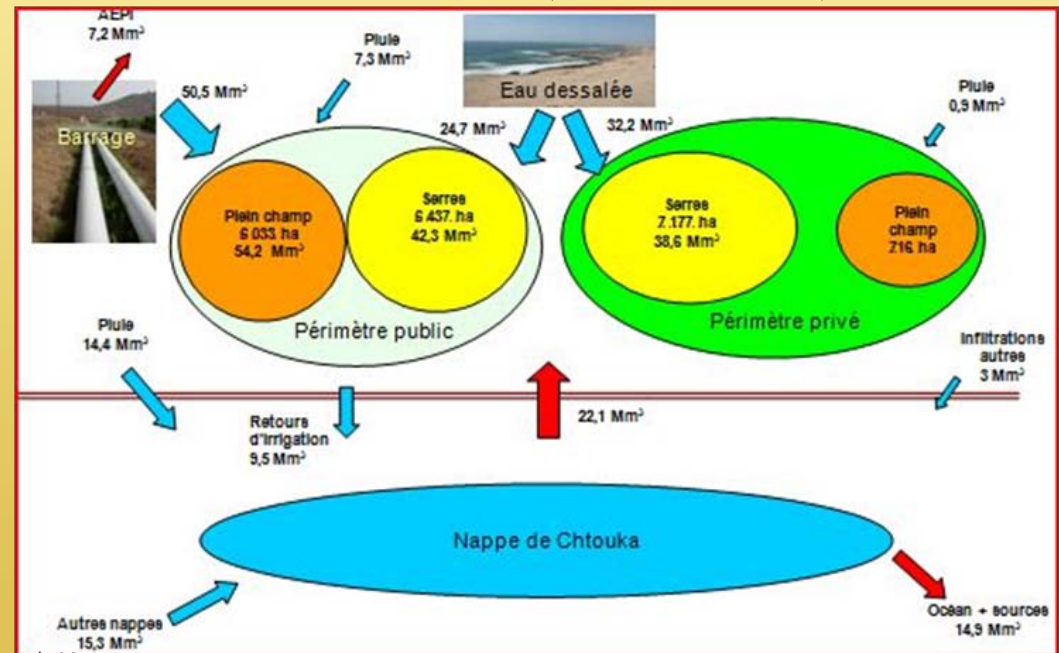 AEPI
7,2 Mm³
Barrage
50,5 Mm³
Pluie
7,3 Mm³
Eau dessalée
24,7 Mm³
32,2 Mm³
Pluie
0,9 Mm³
Plein champ
6.033. ha
54,2 Mm³
Serres
6.437. ha
42,3 Mm³
Périmètre public
Serres
7.177. ha
38,6 Mm³
Plein
champ
716 ha
Périmètre privé
Pluie
14,4 Mm³
Retours
d'irrigation
9,5 Mm³
22,1 Mm³
Infiltrations
autres
3 Mm³
Nappe de Chtouka
Autres nappes
15,3 Mm³
Océan + sources
14,9 Mm³